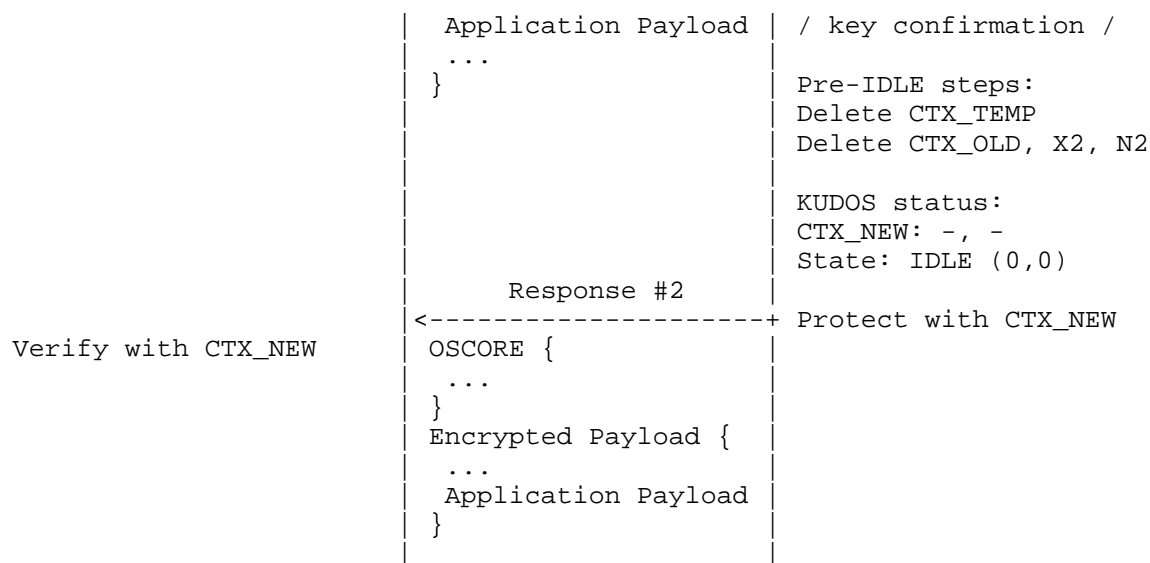 |  Application Payload | / key confirmation /
                         |  ...                 |
                         | }                    | Pre-IDLE steps:
                         |                      | Delete CTX_TEMP
                         |                      | Delete CTX_OLD, X2, N2
                         |                      |
                         |                      | KUDOS status:
                         |                      | CTX_NEW: -, -
                         |                      | State: IDLE (0,0)
                         |      Response #2     |
                         |<---------------------+ Protect with CTX_NEW
Verify with CTX_NEW      | OSCORE {             |
                         |  ...                 |
                         | }                    |
                         | Encrypted Payload {  |
                         |  ...                 |
                         |  Application Payload |
                         | }                    |
                         |                      |